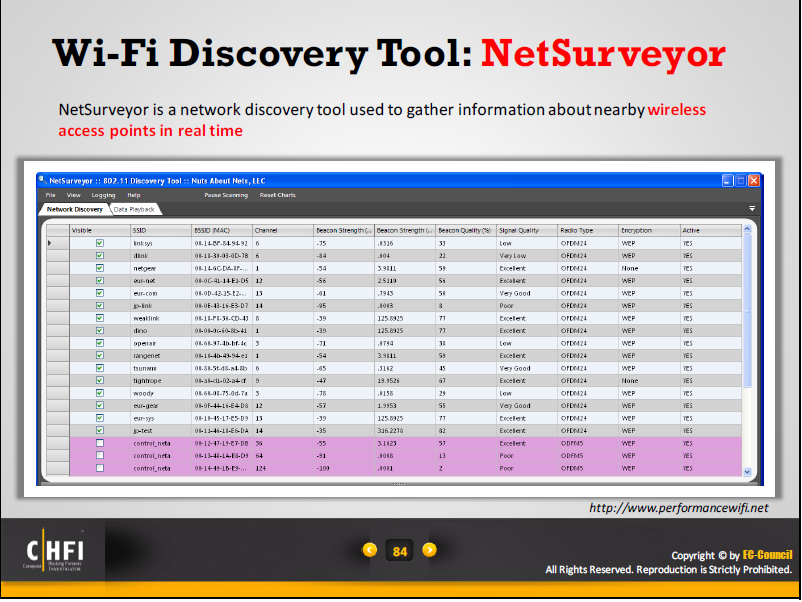 Wi-Fi Discovery Tool: NetSurveyor
NetSurveyor is a network discovery tool used to gather information about nearby wireless
access points in real time
NetSurveyor :: 802.11 Discovery Tool :: Nuts About Nets, LLC
File View Logging Help Pause Scanning Reset Charts
Network Discovery Data Playback
Visible SSID BSSID (MAC) Channel Beacon Strength (... Beacon Strength (... Beacon Quality (%) Signal Quality Radio Type Encryption Active
linksys 6 -75 .0316 33 Low OFDM24 WEP YES
dlink 6 -84 .004 22 Very Low OFDM24 WEP YES
netgear 1 -54 3.9811 59 Excellent OFDM24 None YES
eur-net 12 -56 2.5119 56 Excellent OFDM24 WEP YES
eur-com 13 -61 .7943 50 Very Good OFDM24 WEP YES
jp-link 14 -95 .0003 8 Poor OFDM24 WEP YES
weaklink 8 -39 125.8925 77 Excellent OFDM24 WEP YES
dino 1 -39 125.8925 77 Excellent OFDM24 WEP YES
openair 3 -71 .0794 38 Low OFDM24 WEP YES
rangenet 1 -54 3.9811 59 Excellent OFDM24 WEP YES
tsunami 6 -65 .3162 45 Very Good OFDM24 WEP YES
tightrope 9 -47 19.9526 67 Excellent OFDM24 None YES
woody 3 -78 .0158 29 Low OFDM24 WEP YES
eur-gear 12 -57 1.9953 55 Very Good OFDM24 WEP YES
eur-sys 13 -39 125.8925 77 Excellent OFDM24 WEP YES
jp-test 14 -35 316.2278 82 Excellent OFDM24 WEP YES
control_neta 36 -55 3.1623 57 Excellent WEP YES
control_neta 64 -91 .0008 13 Poor WEP YES
control_neta 124 -100 .0001 2 Poor WEP YES
http://www.performancewifi.net
CHFI
Computer Hacking Forensic
INVESTIGATOR
84
Copyright © by EC-Council
All Rights Reserved. Reproduction is Strictly Prohibited.